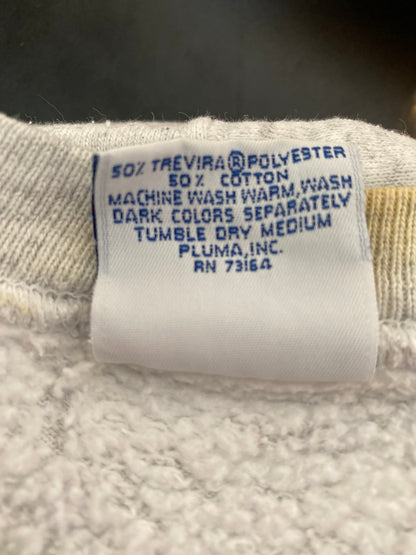 50% TREVIRA® POLYESTER
50% COTTON
MACHINE WASH WARM, WASH
DARK COLORS SEPARATELY
TUMBLE DRY MEDIUM
PLUMA, INC.
RN 73164